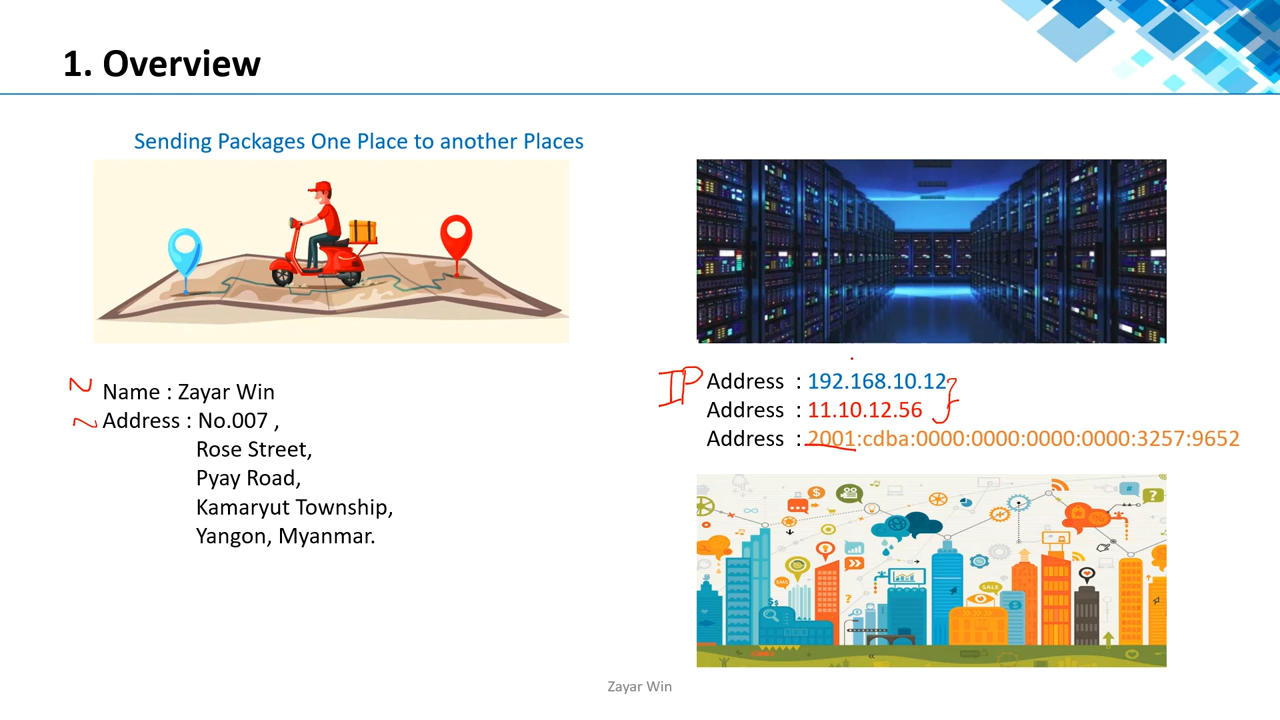 1. Overview
Sending Packages One Place to another Places
Name : Zayar Win
Address : No.007 ,
Rose Street,
Pyay Road,
Kamaryut Township,
Yangon, Myanmar.
IP
Address : 192.168.10.12
Address : 11.10.12.56
Address : 2001:cdba:0000:0000:0000:0000:3257:9652
SMS
SALE
Zayar Win